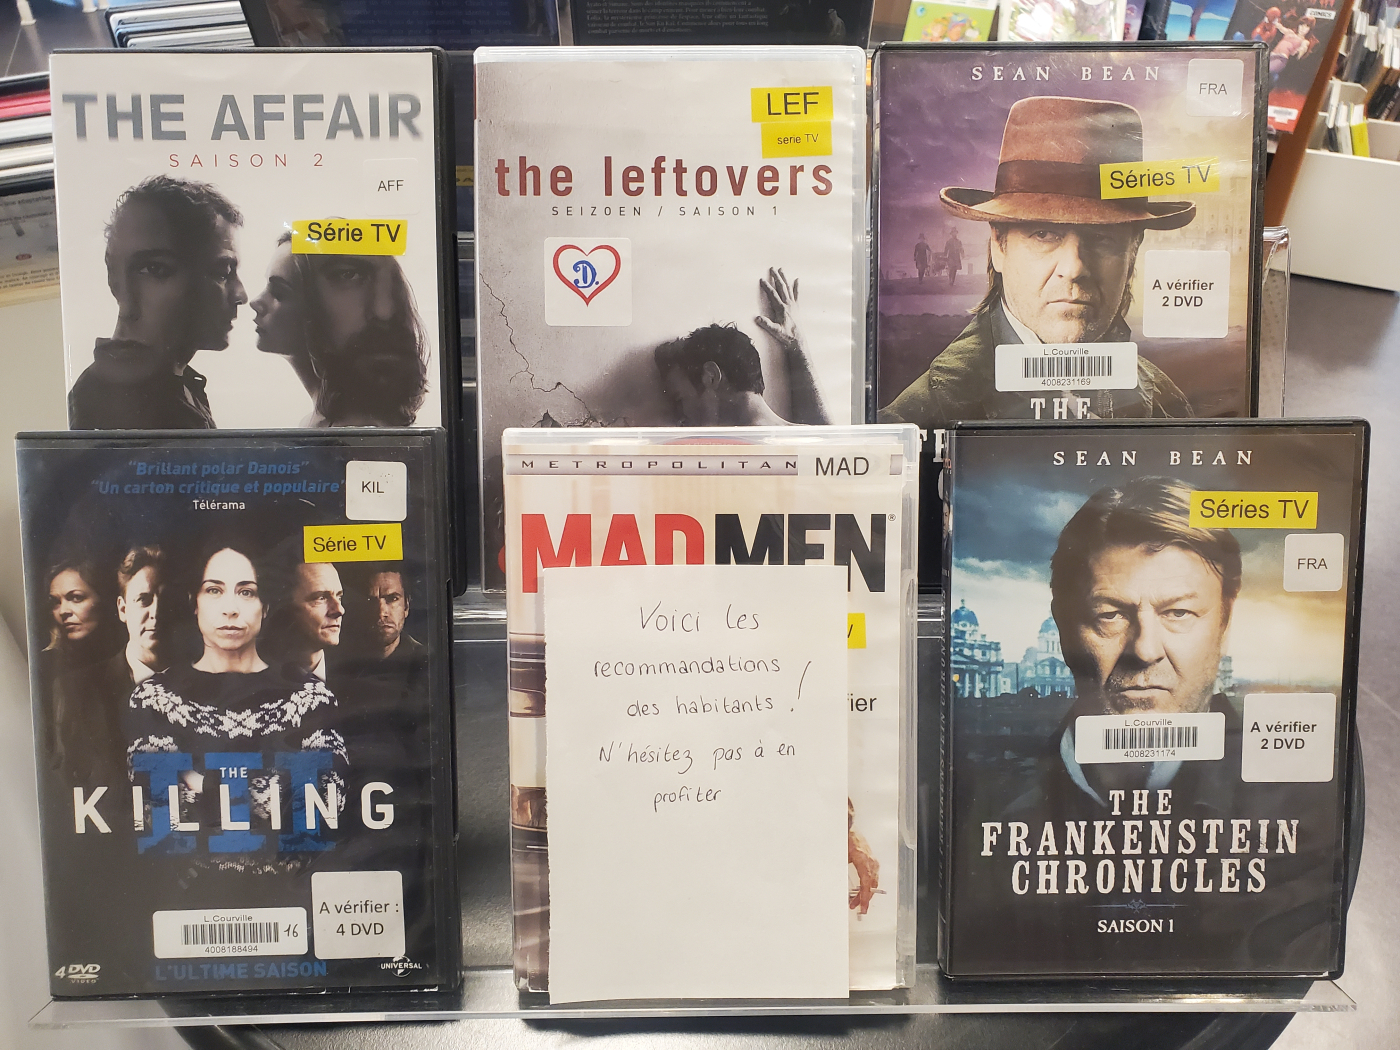 THE AFFAIR
SAISON 2
AFF
Série TV
LEF
serie TV
the leftovers
SEIZOEN / SAISON 1
D.
SEAN BEAN
FRA
Séries TV
A vérifier
2 DVD
L.Courville
4008231169
THE
"Brillant polar Danois"
"Un carton critique et populaire"
Télérama
KIL
Série TV
III
THE
KILLING
L.Courville
16
4008188494
A vérifier :
4 DVD
4 DVD
VIDEO
L'ULTIME SAISON
UNIVERSAL
METROPOLITAN
MAD
MAD MEN®
Voici les
recommandations
des habitants !
N'hésitez pas à en
profiter
SEAN BEAN
Séries TV
FRA
L.Courville
4008231174
A vérifier
2 DVD
THE
FRANKENSTEIN
CHRONICLES
SAISON 1